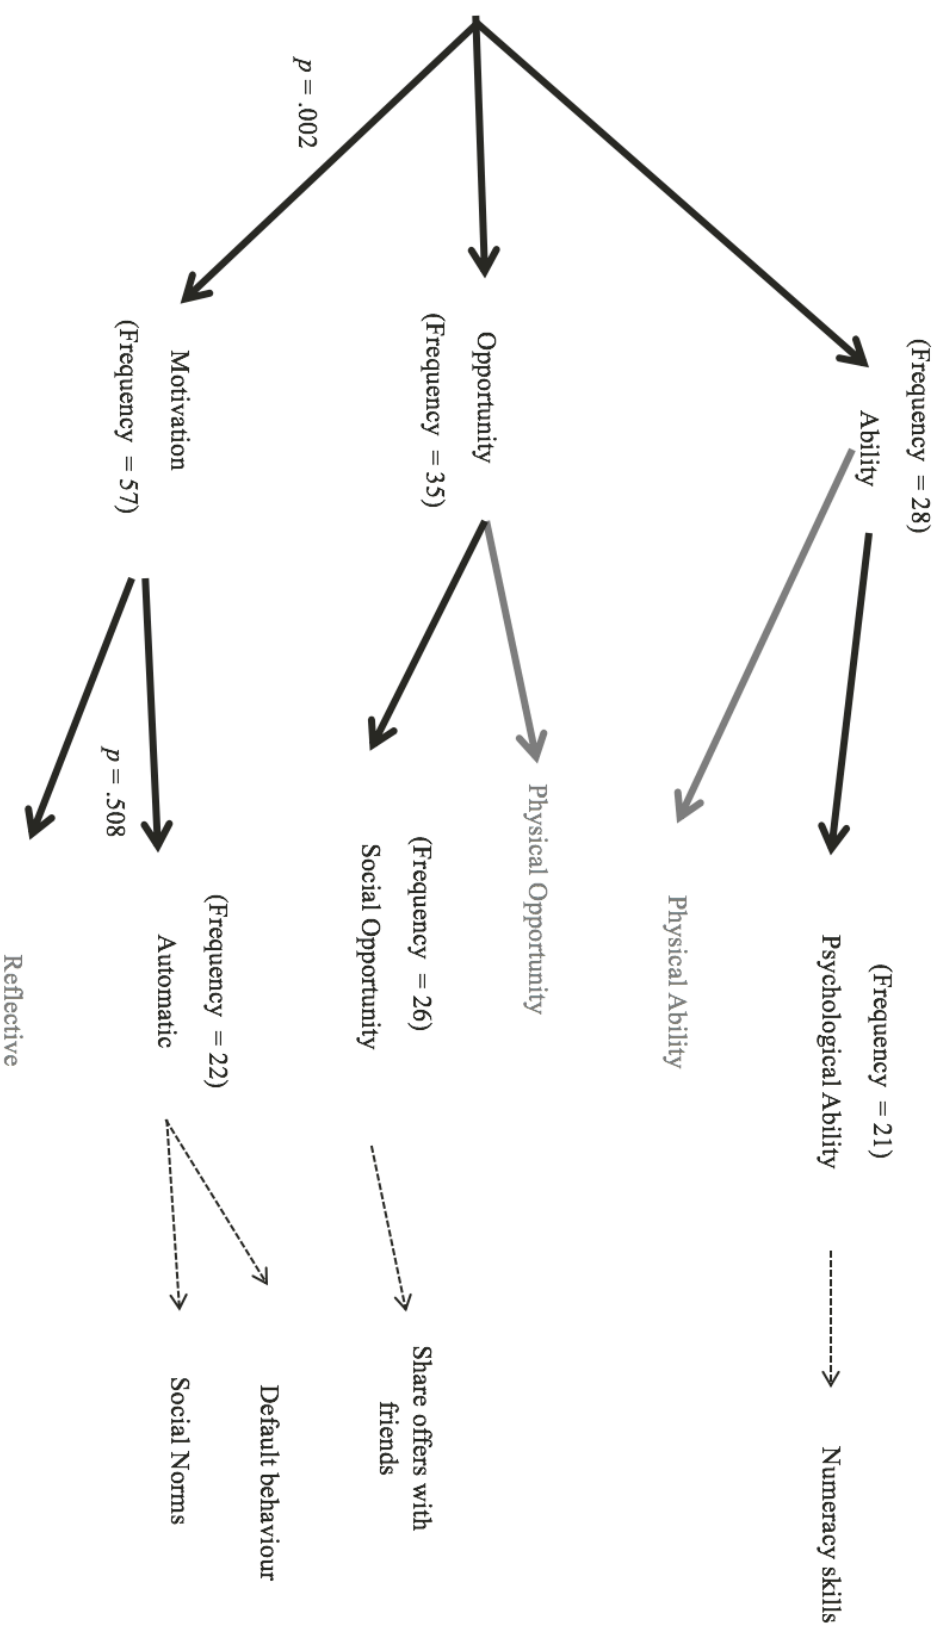 (Frequency = 28)
Ability
(Frequency = 21)
Psychological Ability
Numeracy skills
Physical Ability
Physical Opportunity
Opportunity
(Frequency = 35)
(Frequency = 26)
Social Opportunity
Share offers with
friends
p = .002
Motivation
(Frequency = 57)
(Frequency = 22)
Automatic
Default behaviour
Social Norms
p = .508
Reflective